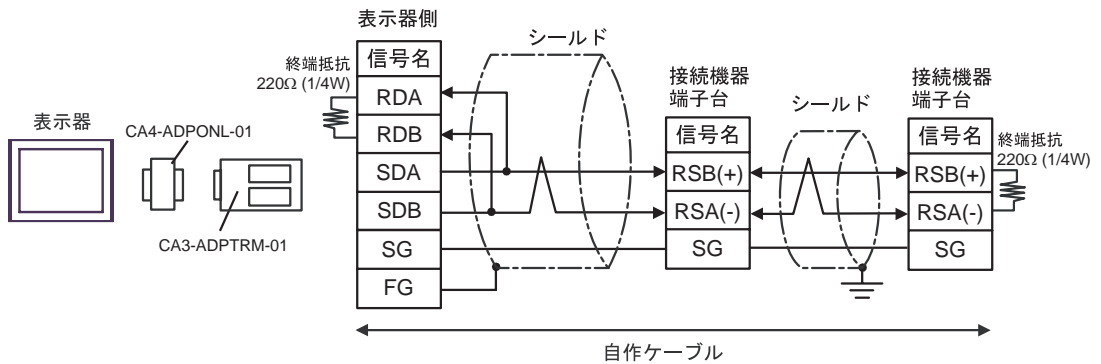 表示器
CA4-ADPONL-01
CA3-ADPTRM-01
終端抵抗
220Ω (1/4W)
表示器側
信号名
RDA
RDB
SDA
SDB
SG
FG
シールド
接続機器
端子台
信号名
RSB(+)
RSA(-)
SG
シールド
接続機器
端子台
信号名
RSB(+)
RSA(-)
SG
終端抵抗
220Ω (1/4W)
自作ケーブル